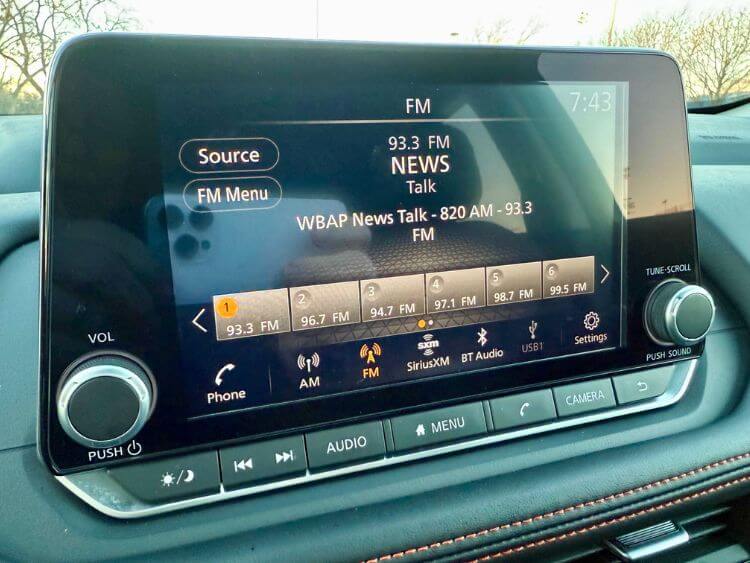 FM
7:43
Source
93.3 FM
NEWS
Talk
FM Menu
WBAP News Talk - 820 AM - 93.3
FM
1 2 3 4 5 6
93.3 FM 96.7 FM 94.7 FM 97.1 FM 98.7 FM 99.5 FM
Phone AM FM sxm SiriusXM BT Audio USB1 Settings
VOL
PUSH
TUNE·SCROLL
PUSH SOUND
AUDIO MENU CAMERA